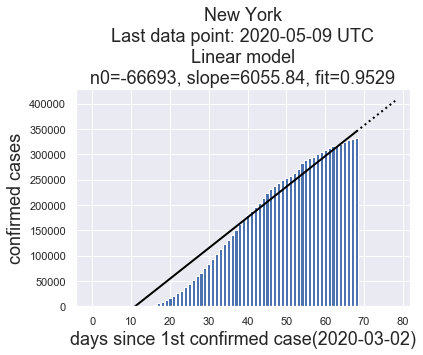 New York
Last data point: 2020-05-09 UTC
Linear model
n0=-66693, slope=6055.84, fit=0.9529
400000
350000
300000
250000
200000
150000
100000
50000
0
confirmed cases
0 10 20 30 40 50 60 70 80
days since 1st confirmed case(2020-03-02)